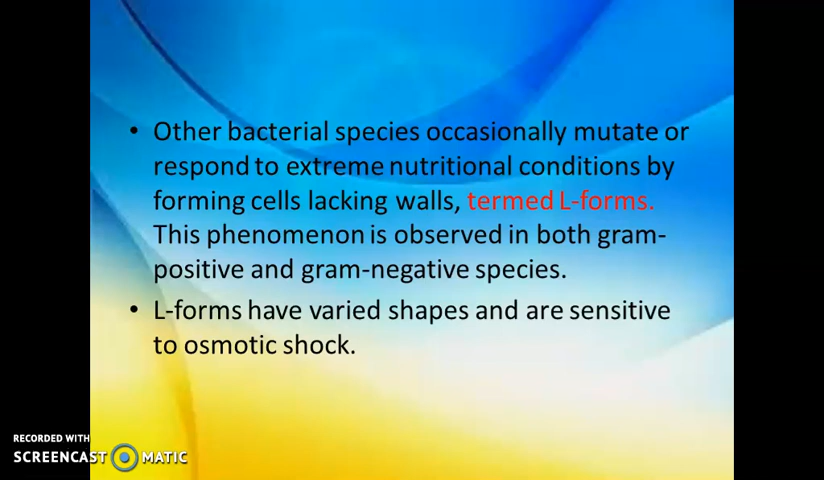 • Other bacterial species occasionally mutate or
respond to extreme nutritional conditions by
forming cells lacking walls, termed L-forms.
This phenomenon is observed in both gram-
positive and gram-negative species.
• L-forms have varied shapes and are sensitive
to osmotic shock.
RECORDED WITH
SCREENCAST MATIC